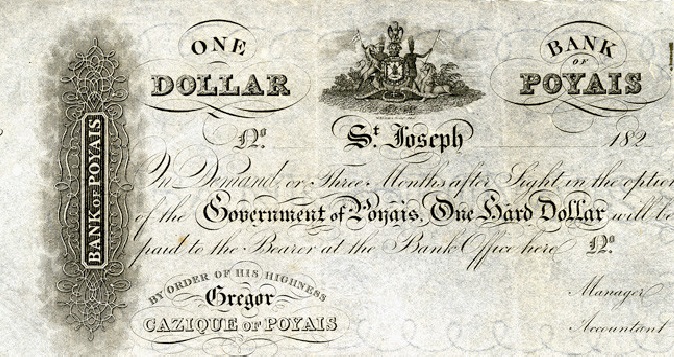 ONE
DOLLAR
BANK
OF
POYAIS
BANK OF POYAIS
Nº
St. Joseph
182
On Demand or Three Months after Sight in the option
of the Government of Poyais, One Hard Dollar will be
paid to the Bearer at the Bank Office here Nº
BY ORDER OF HIS HIGHNESS
Gregor
CAZIQUE OF POYAIS
Manager
Accountant